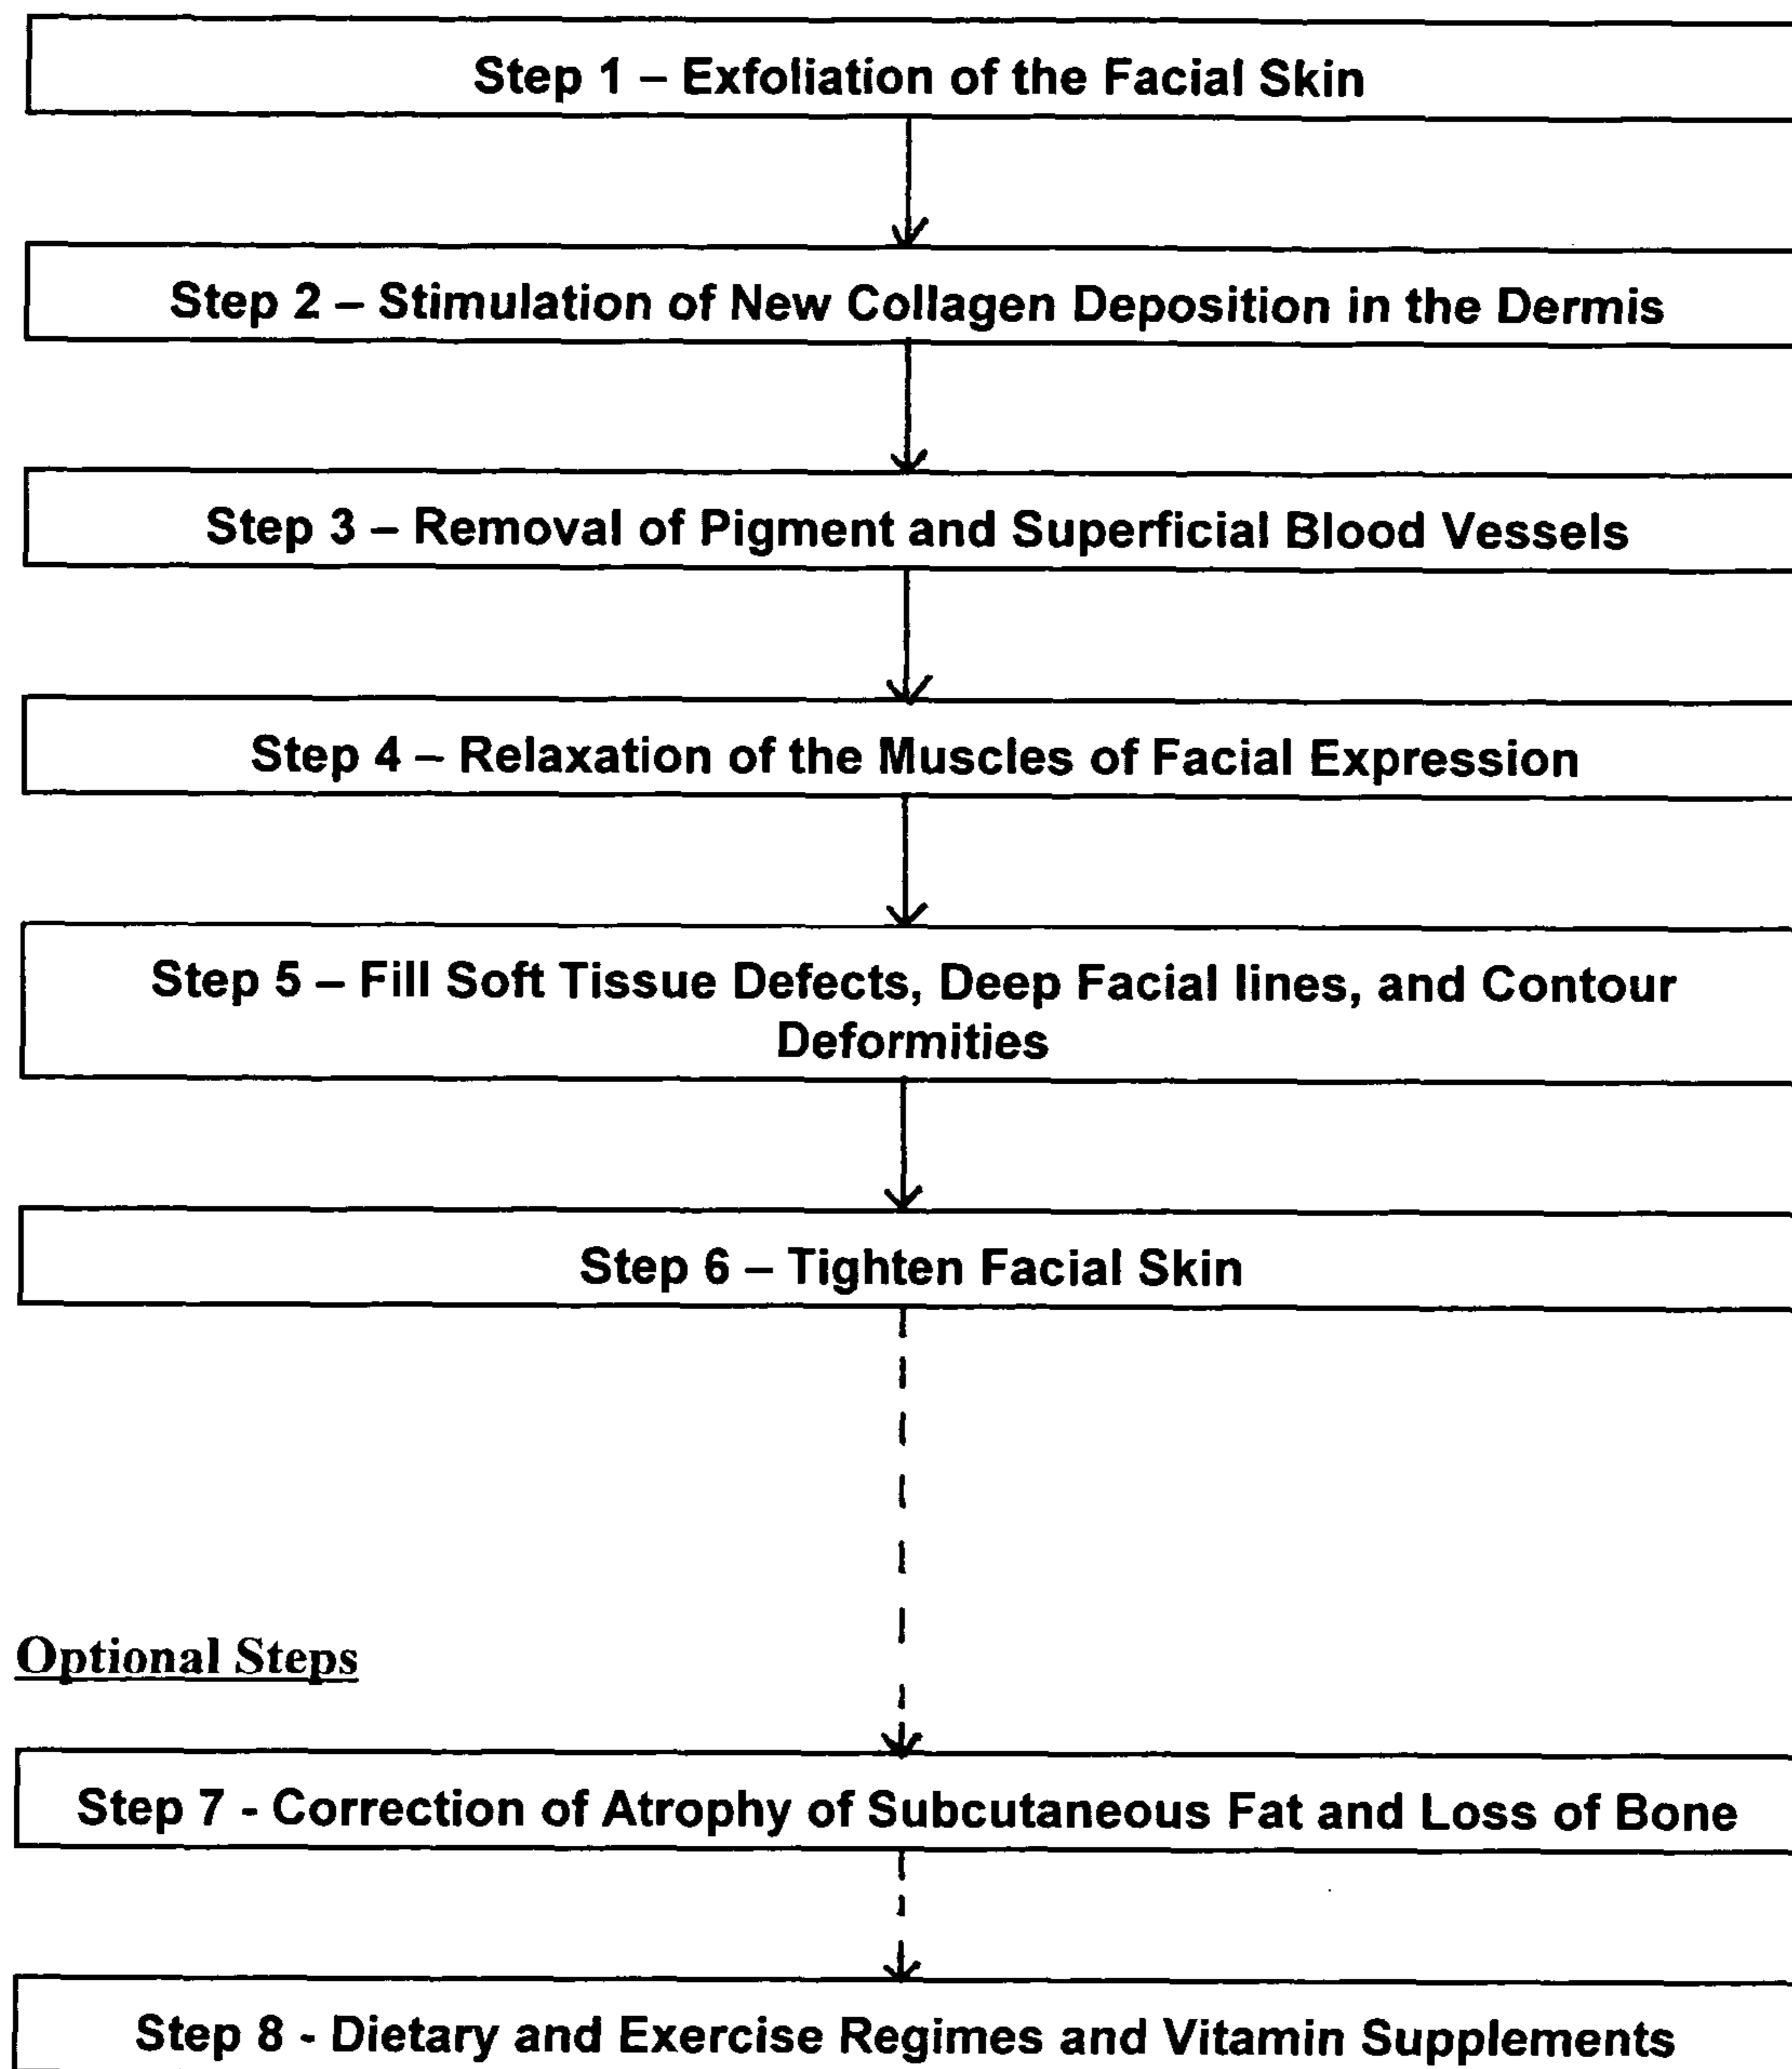 Step 1 – Exfoliation of the Facial Skin
Step 2 – Stimulation of New Collagen Deposition in the Dermis
Step 3 – Removal of Pigment and Superficial Blood Vessels
Step 4 – Relaxation of the Muscles of Facial Expression
Step 5 – Fill Soft Tissue Defects, Deep Facial lines, and Contour
Deformities
Step 6 – Tighten Facial Skin
Optional Steps
Step 7 - Correction of Atrophy of Subcutaneous Fat and Loss of Bone
Step 8 - Dietary and Exercise Regimes and Vitamin Supplements